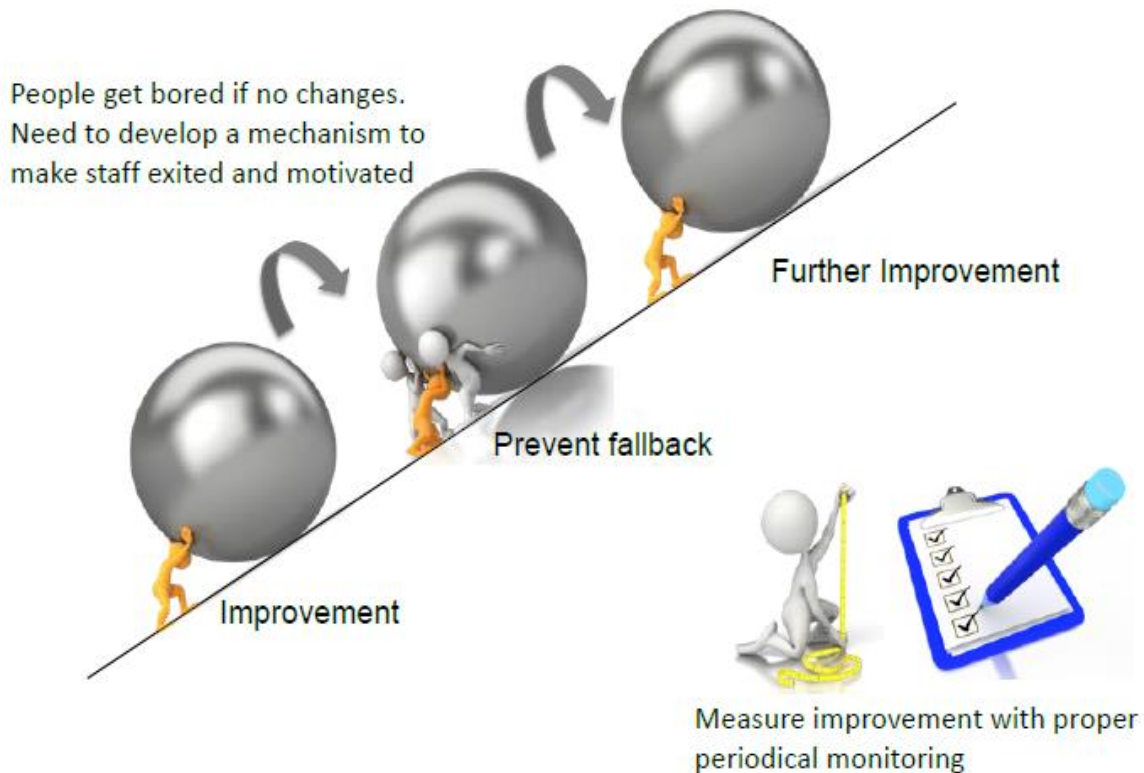 People get bored if no changes.
Need to develop a mechanism to
make staff exited and motivated
Further Improvement
Prevent fallback
Improvement
Measure improvement with proper
periodical monitoring